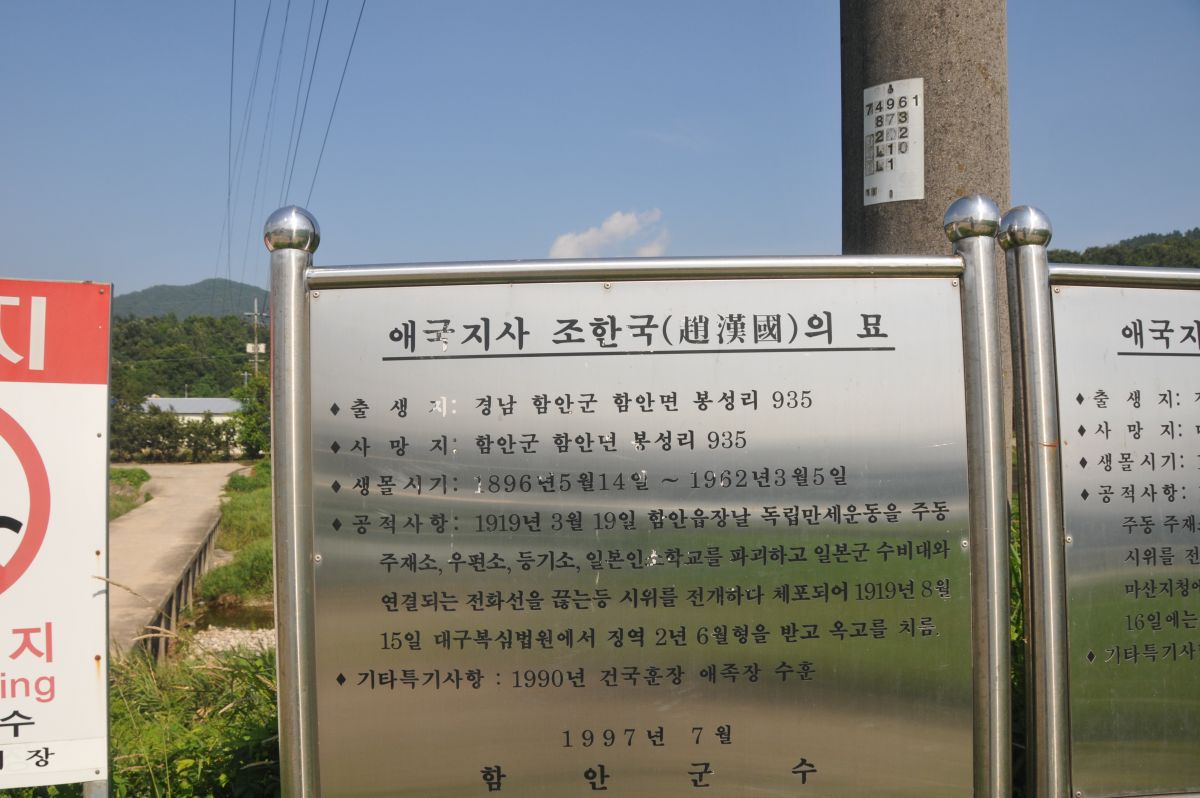 애국지사 조한국(趙漢國)의 묘
♦ 출 생 지: 경남 함안군 함안면 봉성리 935
♦ 사 망 지: 함안군 함안면 봉성리 935
♦ 생몰시기: 1896년5월14일 ~ 1962년3월5일
♦ 공적사항: 1919년 3월 19일 함안읍장날 독립만세운동을 주동
주재소, 우편소, 등기소, 일본인소학교를 파괴하고 일본군 수비대와
연결되는 전화선을 끊는등 시위를 전개하다 체포되어 1919년 8월
15일 대구복심법원에서 징역 2년 6월형을 받고 옥고를 치름.
♦ 기타특기사항 : 1990년 건국훈장 애족장 수훈
1997년 7월
함 안 군 수
애국지
♦ 출 생 지:
♦ 사 망 지:
♦ 생몰시기:
♦ 공적사항:
주동 주재
시위를 전
마산지청에
16일에는
♦ 기타특기사항
지
지
ing
수
장
74961
873
202